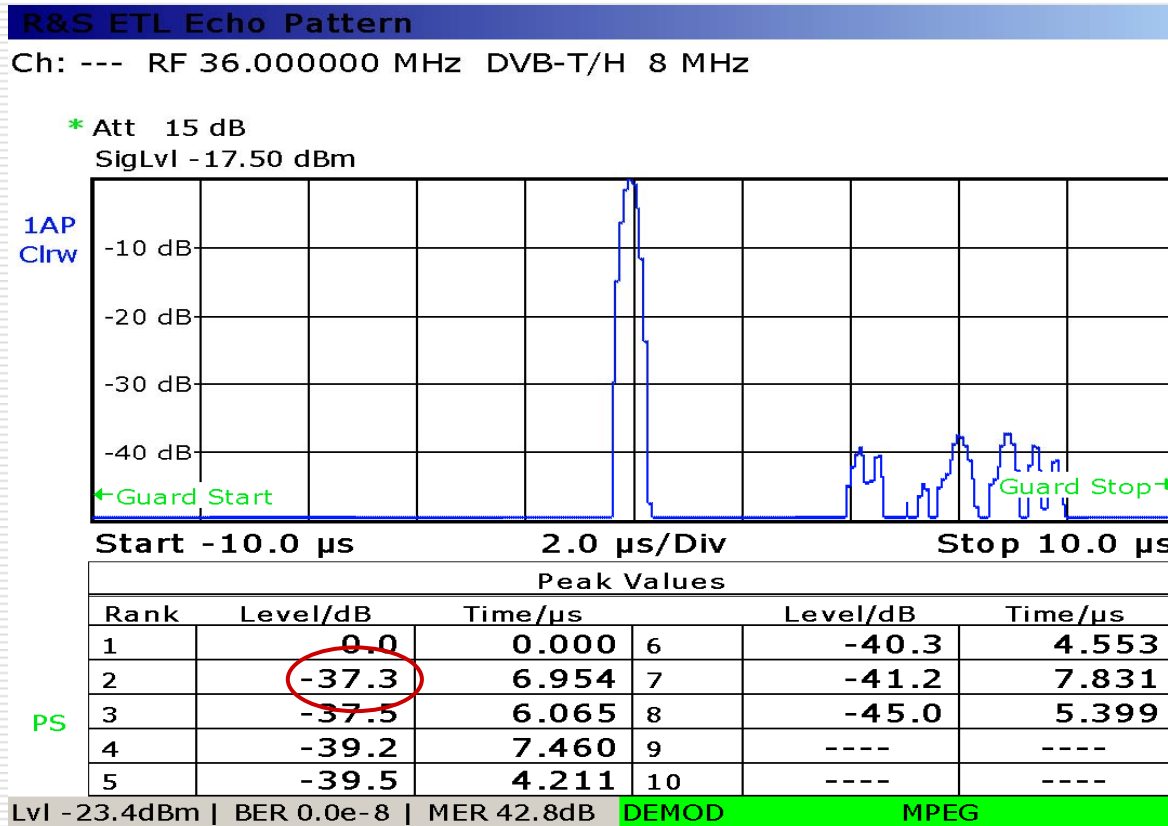 R&S ETL Echo Pattern
Ch: --- RF 36.000000 MHz DVB-T/H 8 MHz
* Att 15 dB
SigLvl -17.50 dBm
1AP
Clrw
-10 dB
-20 dB
-30 dB
-40 dB
Guard Start Guard Stop
Start -10.0 µs 2.0 µs/Div Stop 10.0 µs
Peak Values
Rank Level/dB Time/µs Level/dB Time/µs
1 0.0 0.000 6 -40.3 4.553
2 -37.3 6.954 7 -41.2 7.831
3 -37.5 6.065 8 -45.0 5.399
PS
4 -39.2 7.460 9 ---- ----
5 -39.5 4.211 10 ---- ----
Lvl -23.4dBm | BER 0.0e-8 | MER 42.8dB DEMOD MPEG